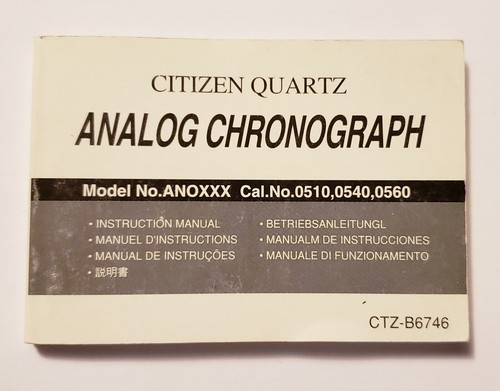 CITIZEN QUARTZ
ANALOG CHRONOGRAPH
Model No.ANOXXX Cal.No.0510,0540,0560
• INSTRUCTION MANUAL
• MANUEL D'INSTRUCTIONS
• MANUAL DE INSTRUÇÕES
• 説明書
• BETRIEBSANLEITUNGL
• MANUALM DE INSTRUCCIONES
• MANUALE DI FUNZIONAMENTO
CTZ-B6746